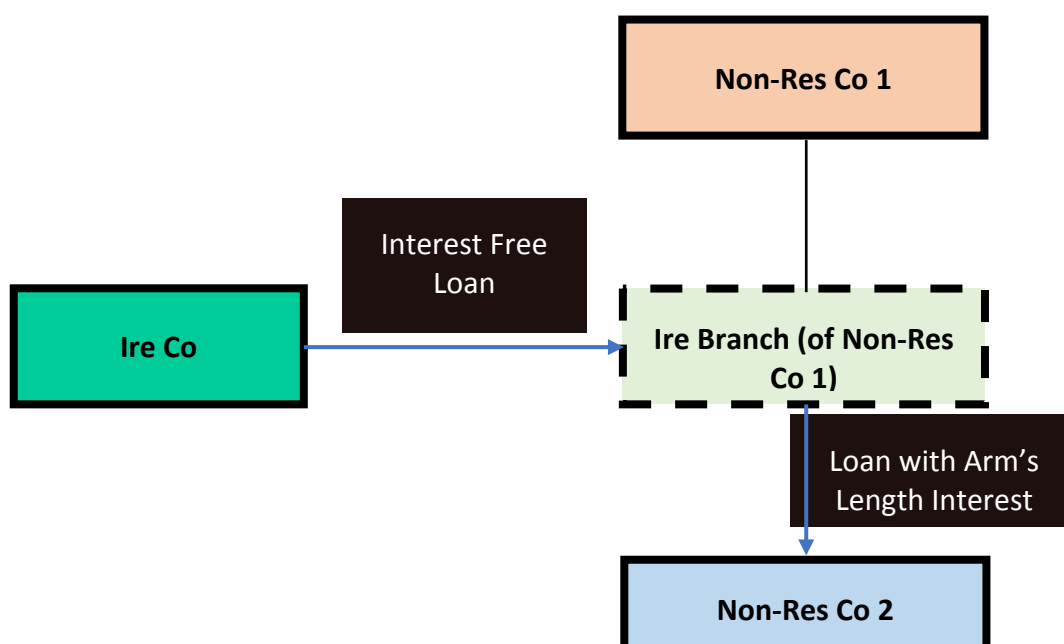 Non-Res Co 1
Interest Free
Loan
Ire Co
Ire Branch (of Non-Res
Co 1)
Loan with Arm’s
Length Interest
Non-Res Co 2